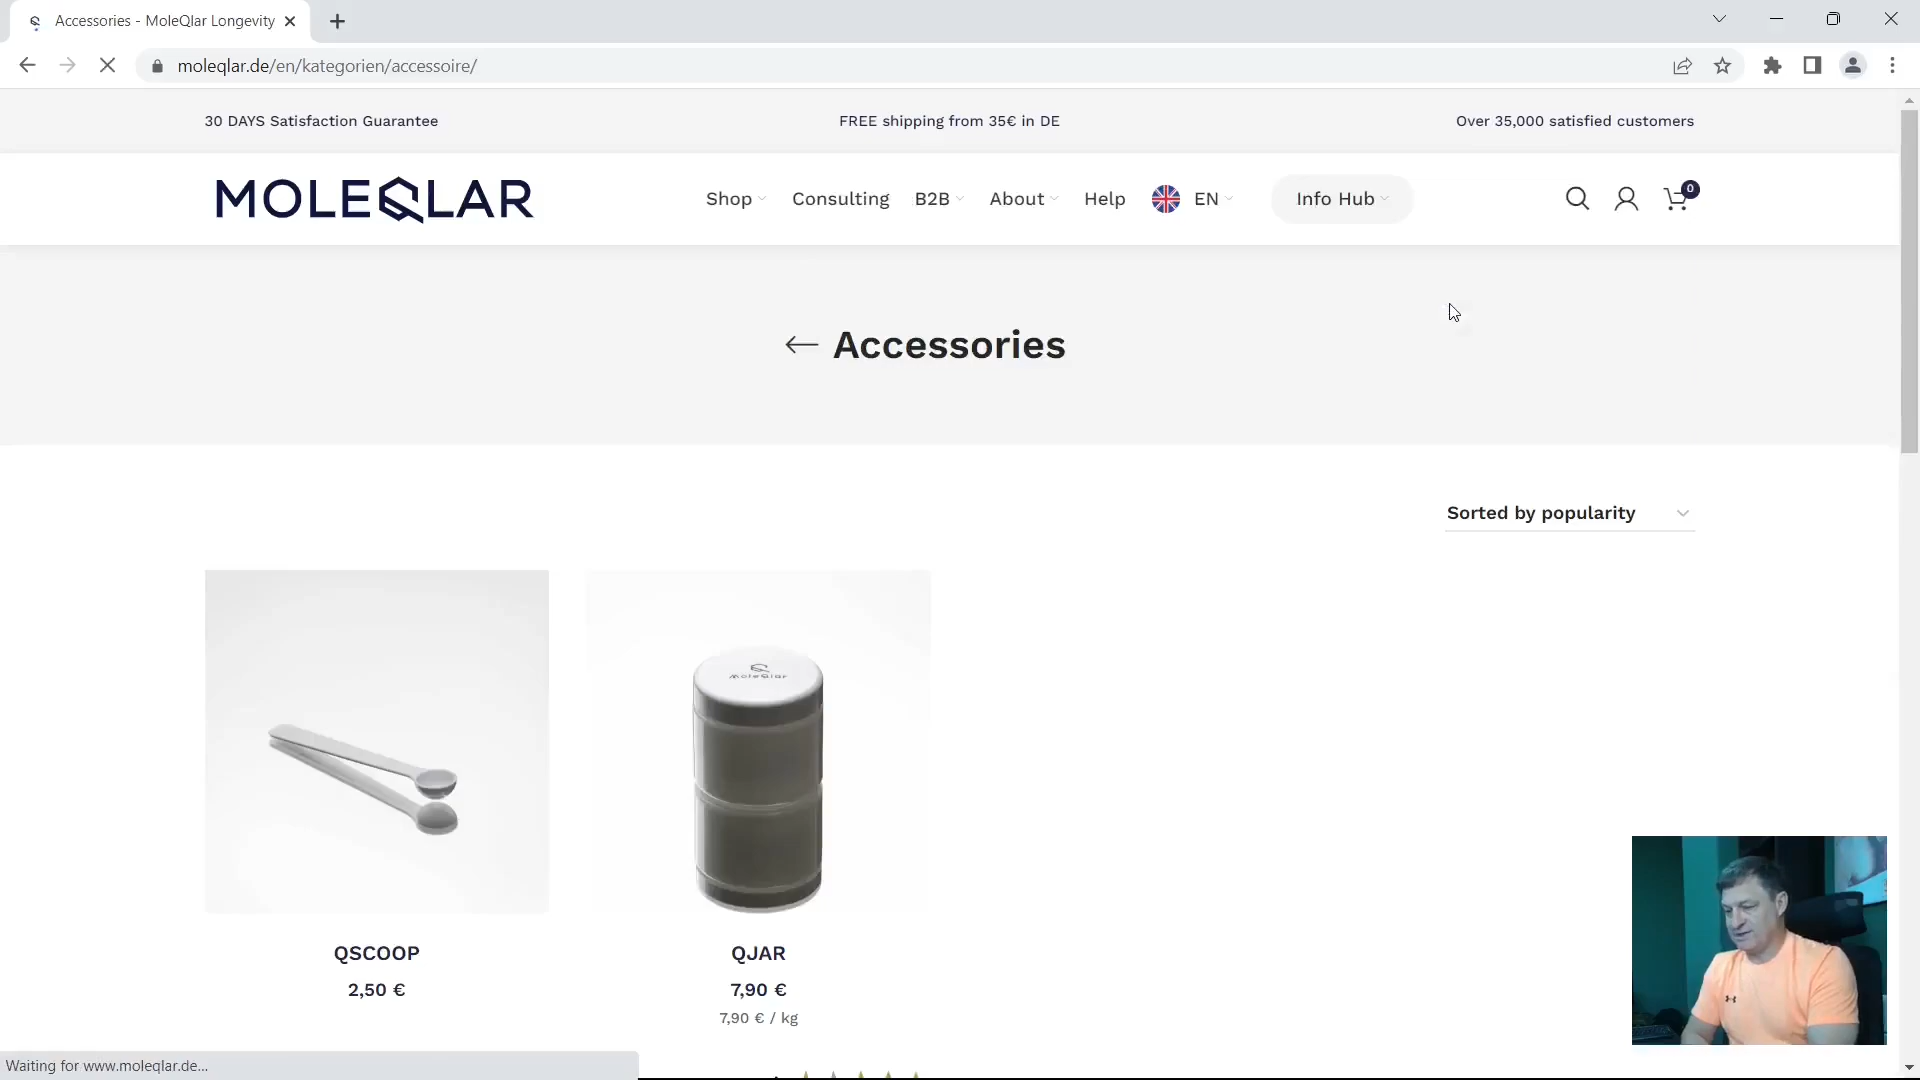 Accessories - MoleQlar Longevity
moleqlar.de/en/kategorien/accessoire/
30 DAYS Satisfaction Guarantee
FREE shipping from 35€ in DE
Over 35,000 satisfied customers
MOLEQLAR
Shop
Consulting
B2B
About
Help
EN
Info Hub
0
Accessories
Sorted by popularity
MoleQlar
QSCOOP
2,50 €
QJAR
7,90 €
7,90 € / kg
Waiting for www.moleqlar.de...